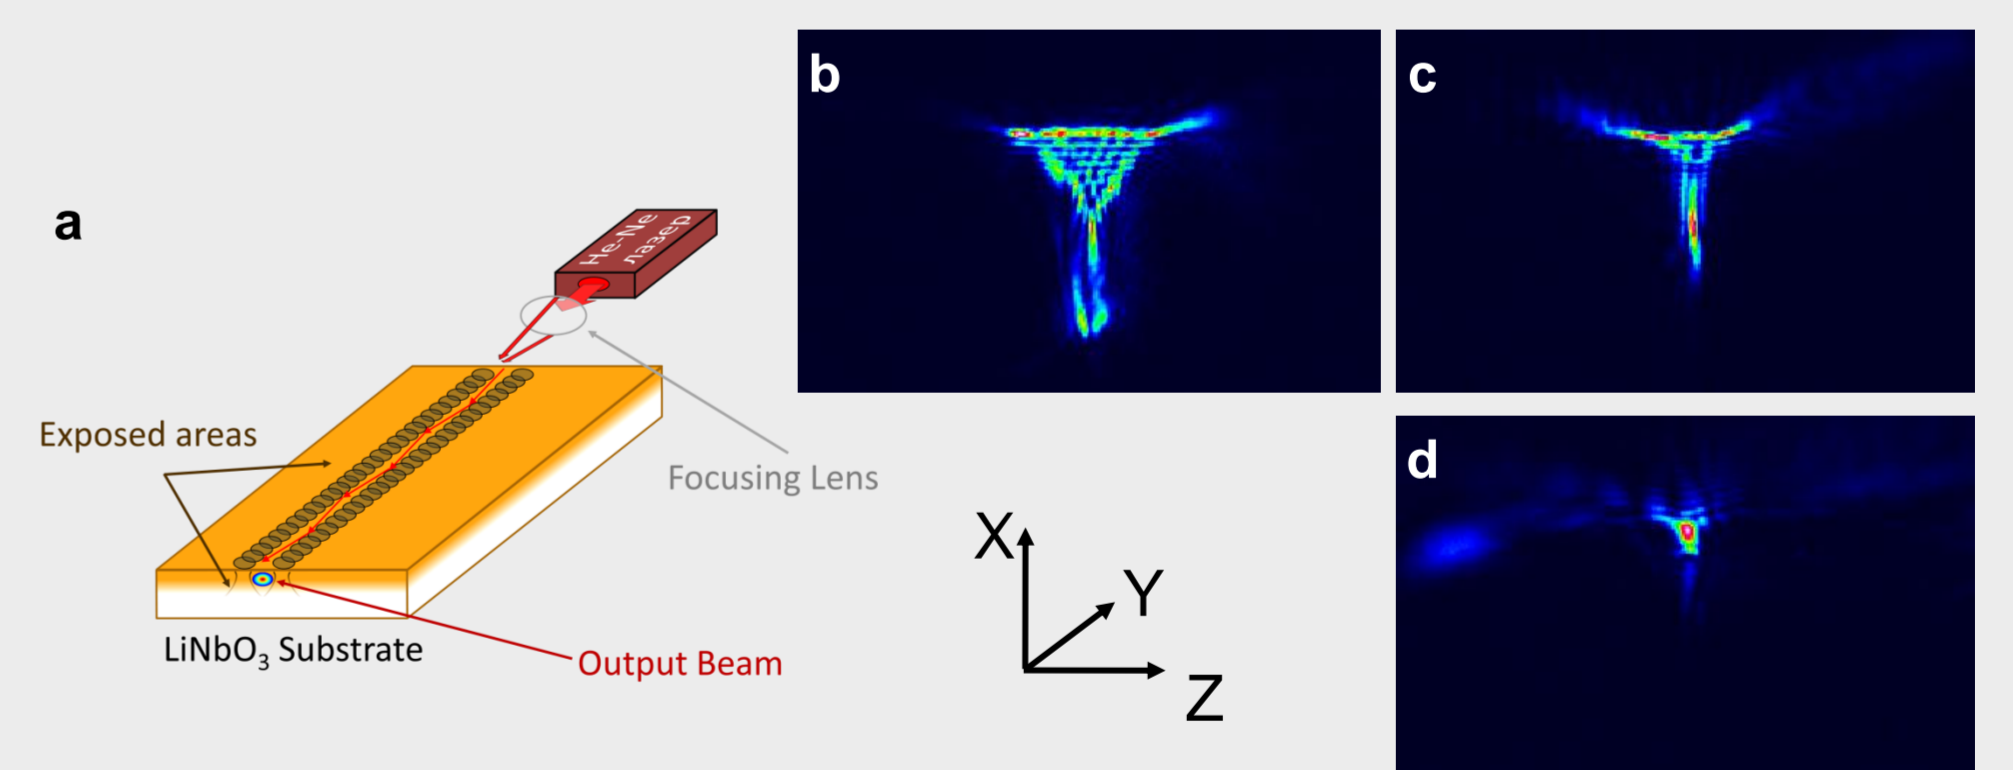 a
He-Ne
лазер
Exposed areas
Focusing Lens
LiNbO₃ Substrate
Output Beam
b
c
d
X
Y
Z